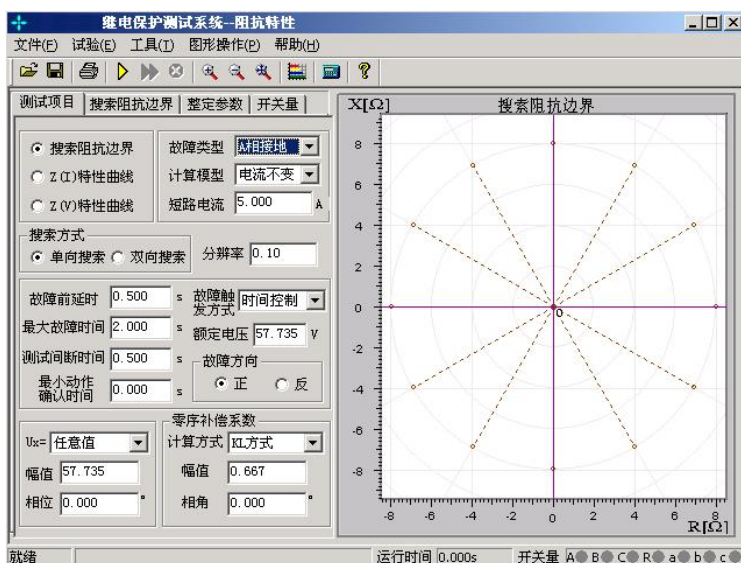 继电保护测试系统--阻抗特性
文件(F) 试验(E) 工具(T) 图形操作(P) 帮助(H)
测试项目 搜索阻抗边界 整定参数 开关量
搜索阻抗边界
Z(I)特性曲线
Z(V)特性曲线
故障类型 A相接地
计算模型 电流不变
短路电流 5.000 A
搜索方式
单向搜索 双向搜索
分辨率 0.10
故障前延时 0.500 s
最大故障时间 2.000 s
测试间断时间 0.500 s
最小动作
确认时间 0.000 s
故障触
发方式 时间控制
额定电压 57.735 V
故障方向
正 反
Ux= 任意值
幅值 57.735
相位 0.000 °
零序补偿系数
计算方式 KL方式
幅值 0.667
相角 0.000 °
X[Ω] 搜索阻抗边界
8
6
4
2
0
-2
-4
-6
-8
0
-8 -6 -4 -2 0 2 4 6 8
R[Ω]
就绪 运行时间 0.000s 开关量 A B C R a b c